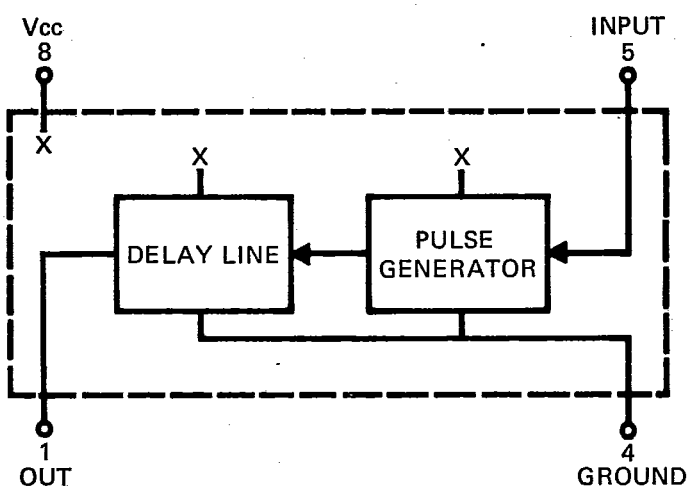 Vcc
8
INPUT
5
X
X
X
DELAY LINE
PULSE
GENERATOR
1
OUT
4
GROUND